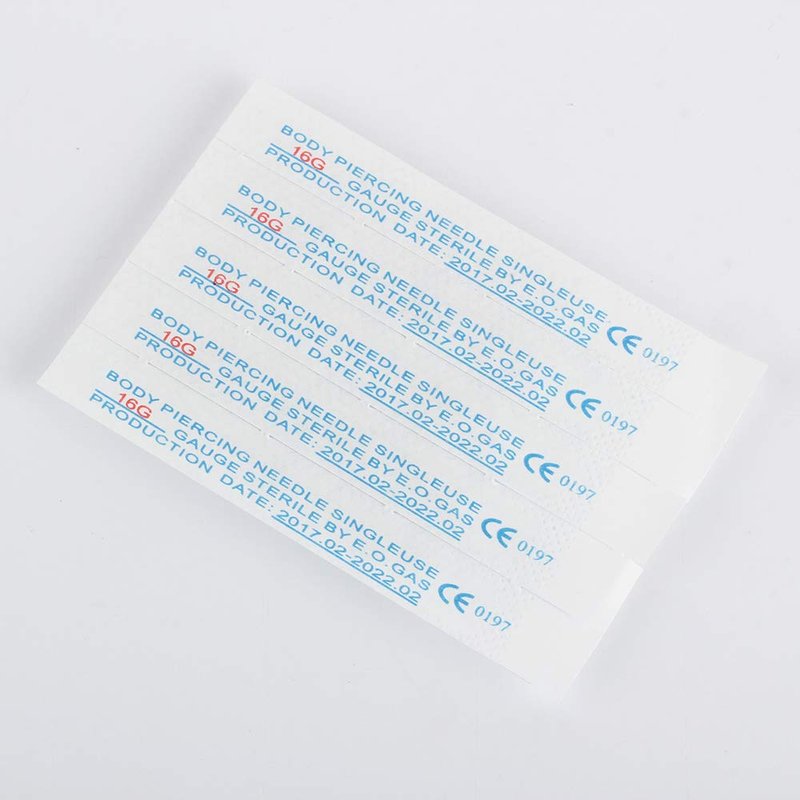 BODY PIERCING NEEDLE SINGLEUSE
16G GAUGE STERILE BY E.O.GAS
PRODUCTION DATE: 2017.02-2022.02 CE 0197
BODY PIERCING NEEDLE SINGLEUSE
16G GAUGE STERILE BY E.O.GAS
PRODUCTION DATE: 2017.02-2022.02 CE 0197
BODY PIERCING NEEDLE SINGLEUSE
16G GAUGE STERILE BY E.O.GAS
PRODUCTION DATE: 2017.02-2022.02 CE 0197
BODY PIERCING NEEDLE SINGLEUSE
16G GAUGE STERILE BY E.O.GAS
PRODUCTION DATE: 2017.02-2022.02 CE 0197
BODY PIERCING NEEDLE SINGLEUSE
16G GAUGE STERILE BY E.O.GAS
PRODUCTION DATE: 2017.02-2022.02 CE 0197